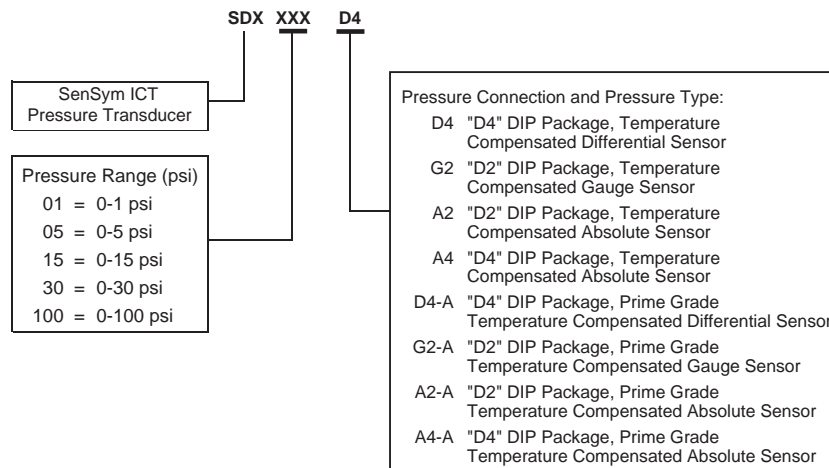 SDX XXX D4
SenSym ICT
Pressure Transducer
Pressure Range (psi)
01 = 0-1 psi
05 = 0-5 psi
15 = 0-15 psi
30 = 0-30 psi
100 = 0-100 psi
Pressure Connection and Pressure Type:
D4 "D4" DIP Package, Temperature
Compensated Differential Sensor
G2 "D2" DIP Package, Temperature
Compensated Gauge Sensor
A2 "D2" DIP Package, Temperature
Compensated Absolute Sensor
A4 "D4" DIP Package, Temperature
Compensated Absolute Sensor
D4-A "D4" DIP Package, Prime Grade
Temperature Compensated Differential Sensor
G2-A "D2" DIP Package, Prime Grade
Temperature Compensated Gauge Sensor
A2-A "D2" DIP Package, Prime Grade
Temperature Compensated Absolute Sensor
A4-A "D4" DIP Package, Prime Grade
Temperature Compensated Absolute Sensor